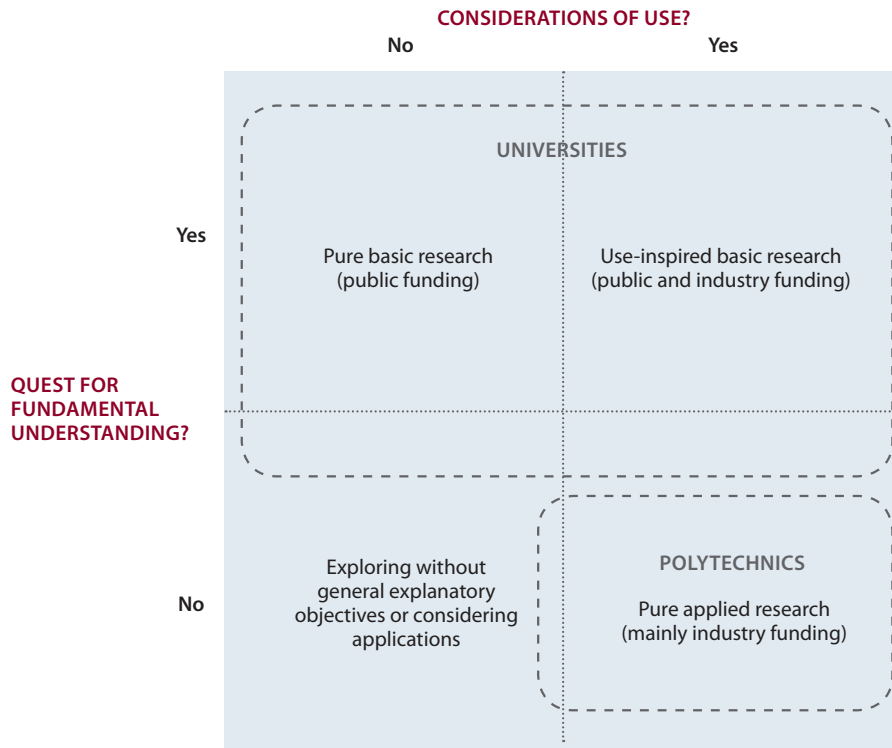 CONSIDERATIONS OF USE?
No
Yes
UNIVERSITIES
Yes
Pure basic research
(public funding)
Use-inspired basic research
(public and industry funding)
QUEST FOR
FUNDAMENTAL
UNDERSTANDING?
No
Exploring without
general explanatory
objectives or considering
applications
POLYTECHNICS
Pure applied research
(mainly industry funding)